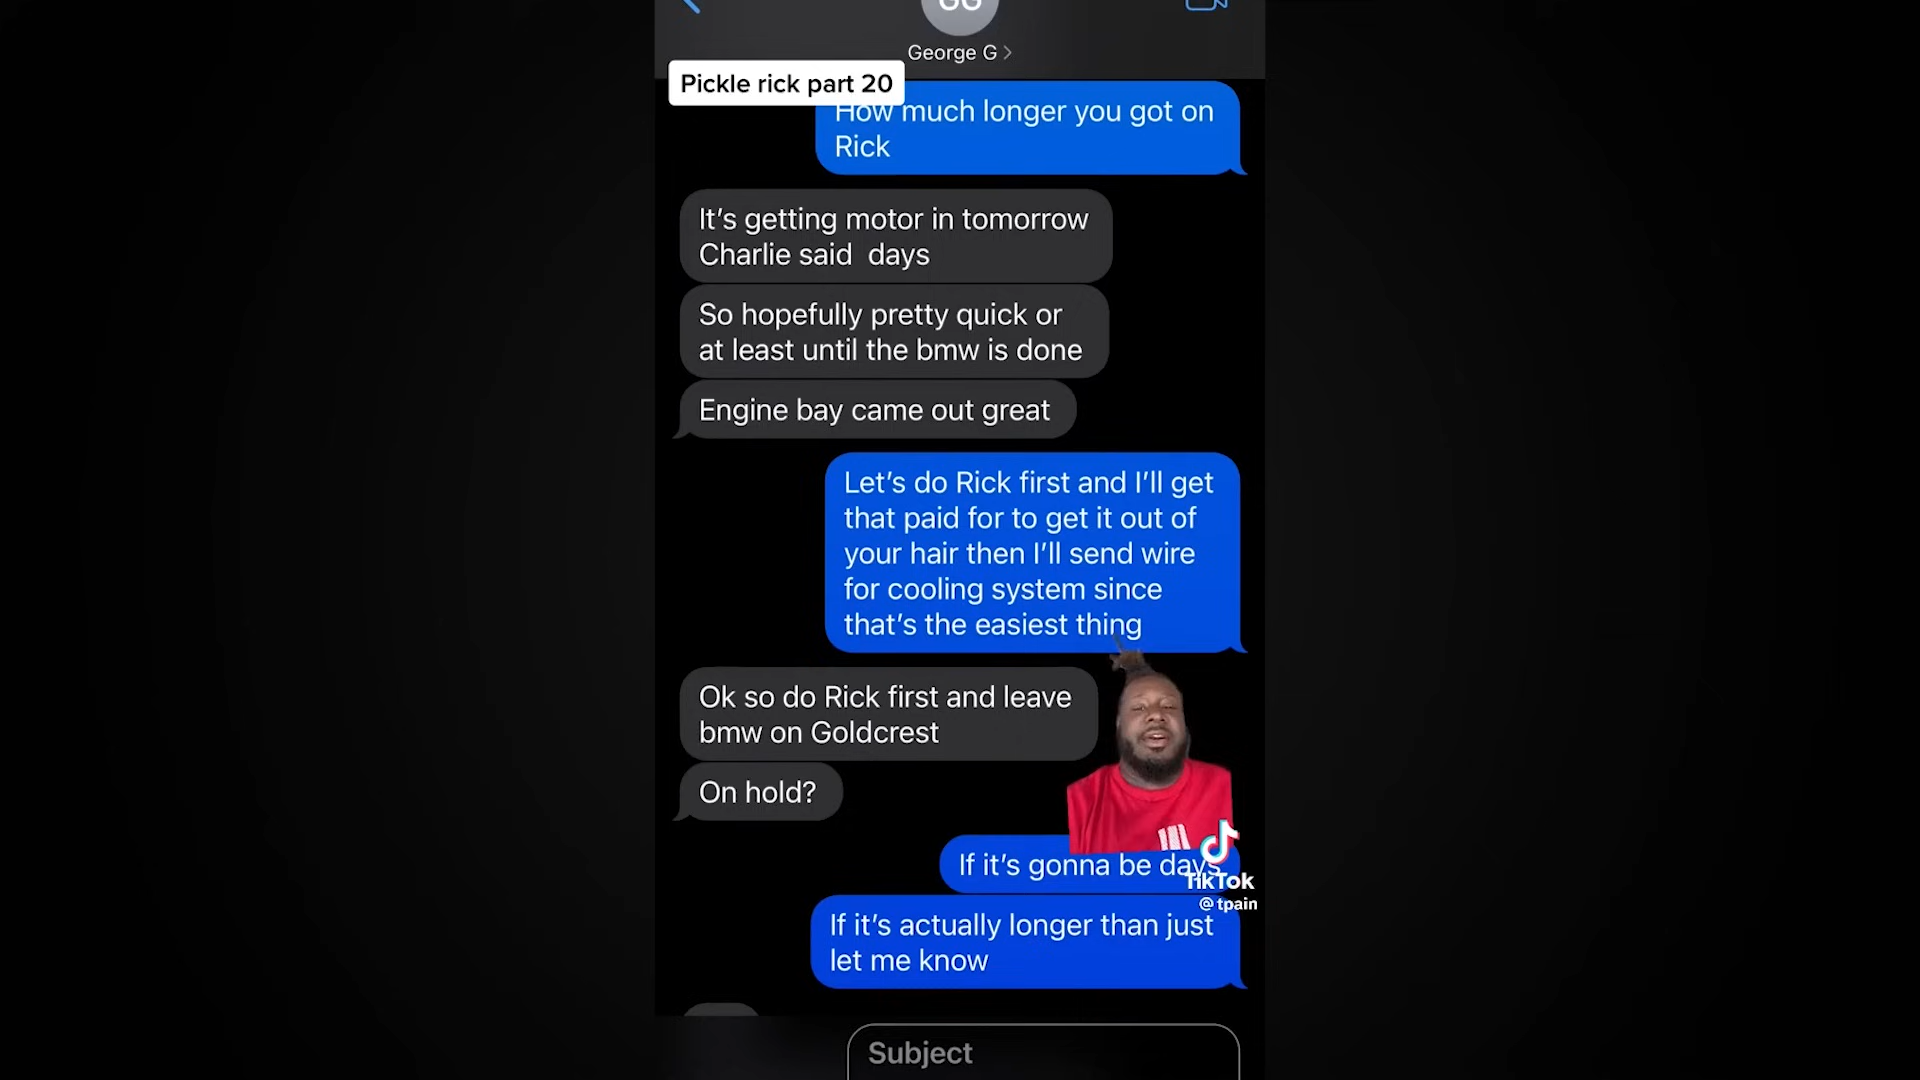 GG
George G
Pickle rick part 20
How much longer you got on
Rick
It's getting motor in tomorrow
Charlie said  days
So hopefully pretty quick or
at least until the bmw is done
Engine bay came out great
Let's do Rick first and I'll get
that paid for to get it out of
your hair then I'll send wire
for cooling system since
that's the easiest thing
Ok so do Rick first and leave
bmw on Goldcrest
On hold?
If it's gonna be days
TikTok
@tpain
If it's actually longer than just
let me know
Subject